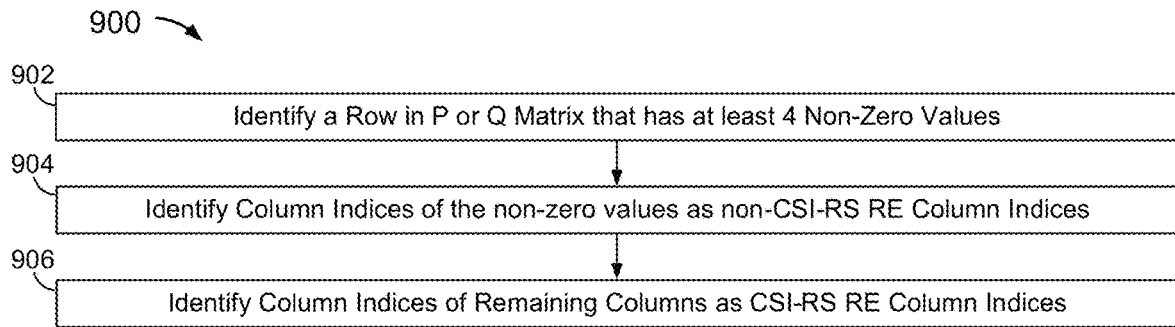 900
902
Identify a Row in P or Q Matrix that has at least 4 Non-Zero Values
904
Identify Column Indices of the non-zero values as non-CSI-RS RE Column Indices
906
Identify Column Indices of Remaining Columns as CSI-RS RE Column Indices